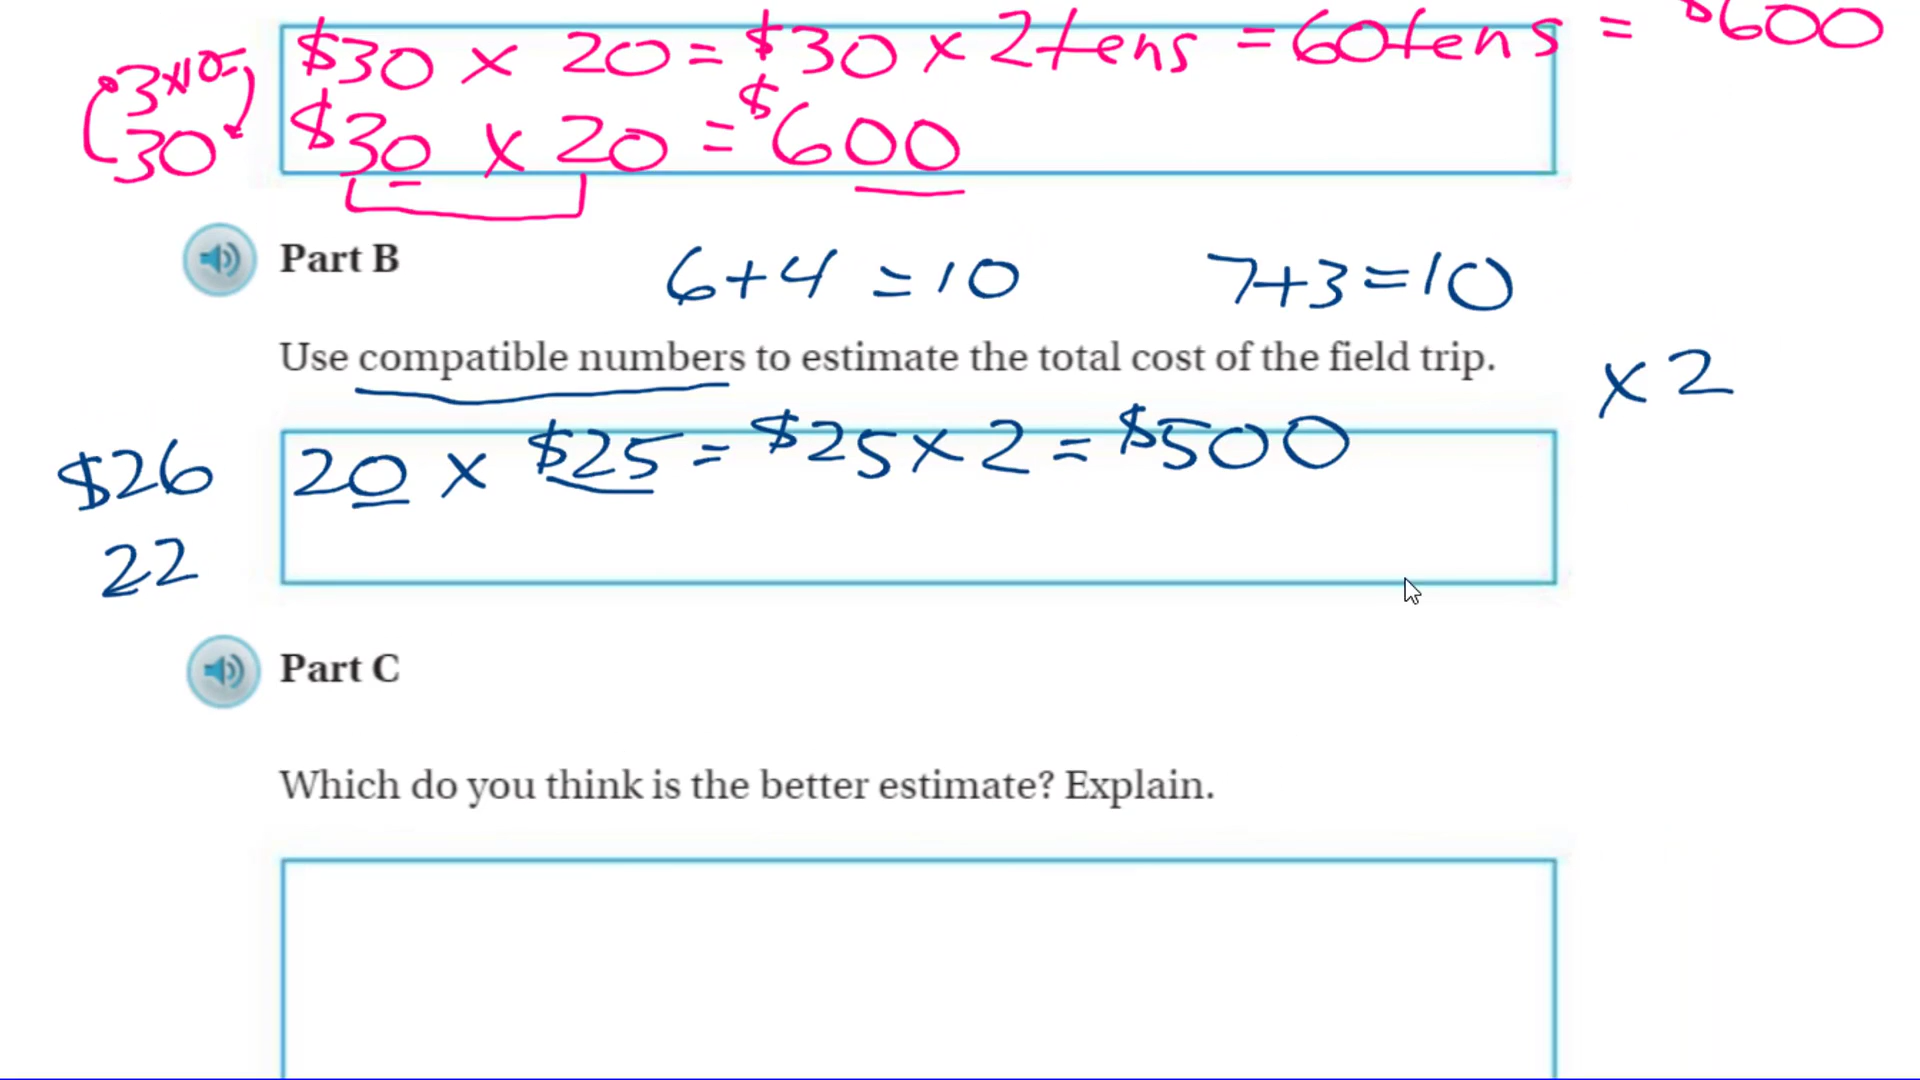 $30 x 20 = $30 x 2 tens = 60 tens = $600
3 x 10
30
$30 x 20 = $600
Part B
6+4 = 10
7+3=10
Use compatible numbers to estimate the total cost of the field trip.
x 2
$26
20 x $25 = $25 x 2 = $500
22
Part C
Which do you think is the better estimate? Explain.